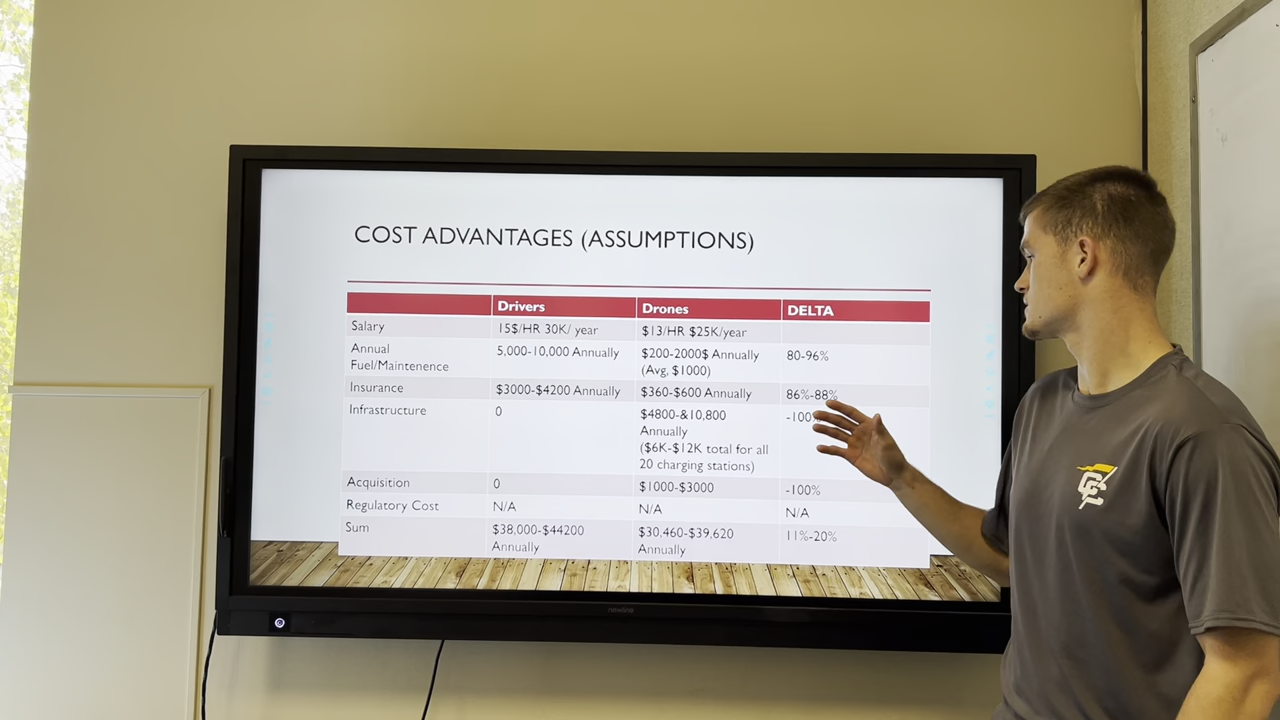 COST ADVANTAGES (ASSUMPTIONS)
Drivers Drones DELTA
Salary 15$/HR 30K/ year $13/HR $25K/year
Annual 5,000-10,000 Annually $200-2000$ Annually 80-96%
Fuel/Maintenence (Avg, $1000)
Insurance $3000-$4200 Annually $360-$600 Annually 86%-88%
Infrastructure 0 $4800-&10,800 -100%
Annually
($6K-$12K total for all
20 charging stations)
Acquisition 0 $1000-$3000 -100%
Regulatory Cost N/A N/A N/A
Sum $38,000-$44200 $30,460-$39,620 11%-20%
Annually Annually
newline